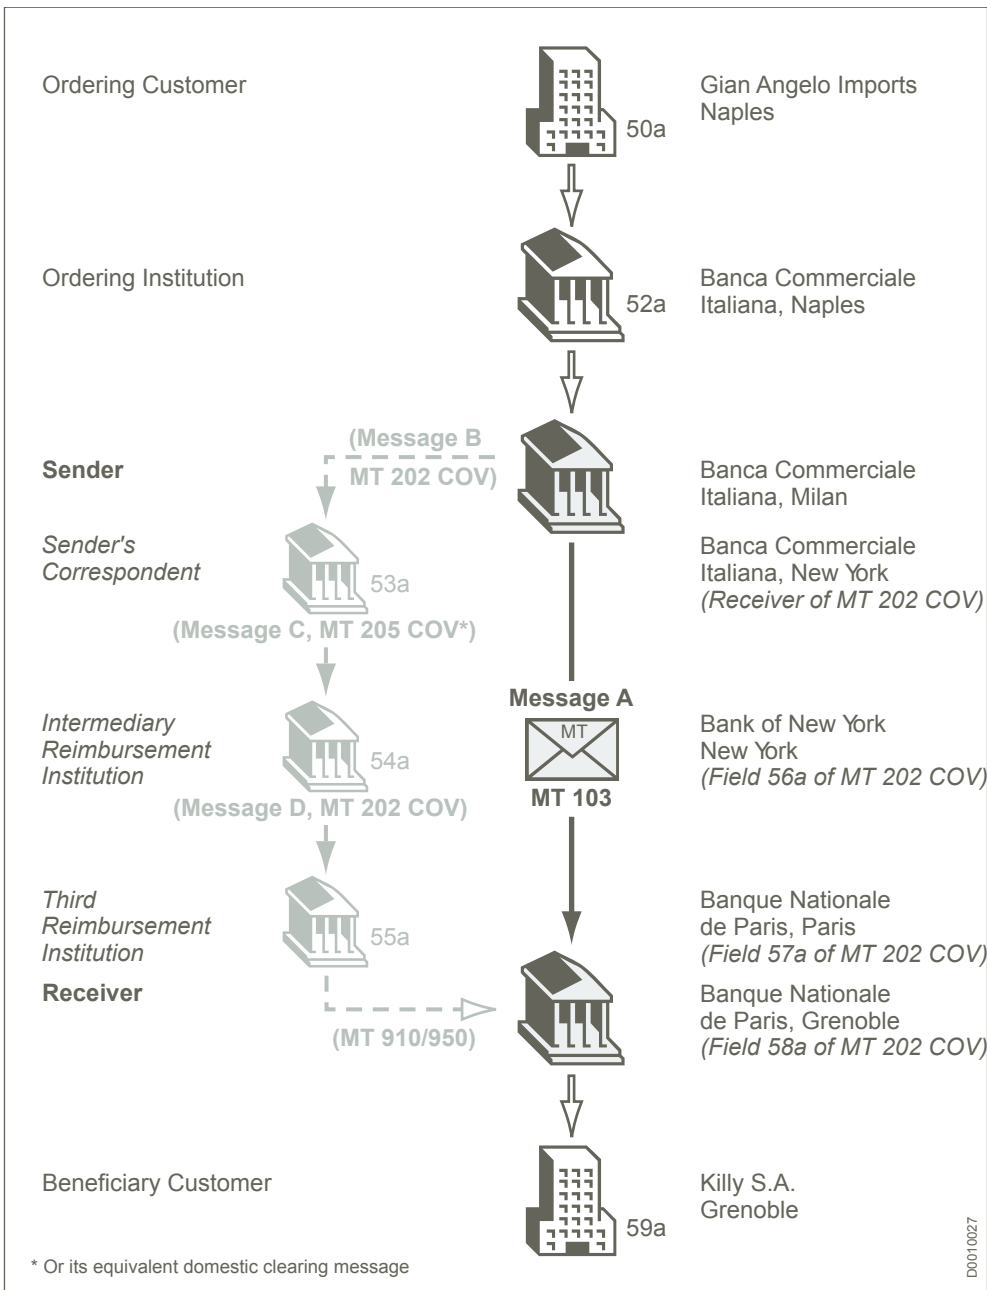 Ordering Customer
50a
Gian Angelo Imports
Naples
Ordering Institution
52a
Banca Commerciale
Italiana, Naples
(Message B
MT 202 COV)
Sender
Banca Commerciale
Italiana, Milan
Sender's
Correspondent
53a
Banca Commerciale
Italiana, New York
(Receiver of MT 202 COV)
(Message C, MT 205 COV*)
Message A
MT
MT 103
Intermediary
Reimbursement
Institution
54a
Bank of New York
New York
(Field 56a of MT 202 COV)
(Message D, MT 202 COV)
Third
Reimbursement
Institution
55a
Banque Nationale
de Paris, Paris
(Field 57a of MT 202 COV)
Receiver
(MT 910/950)
Banque Nationale
de Paris, Grenoble
(Field 58a of MT 202 COV)
Beneficiary Customer
59a
Killy S.A.
Grenoble
* Or its equivalent domestic clearing message
D0010027